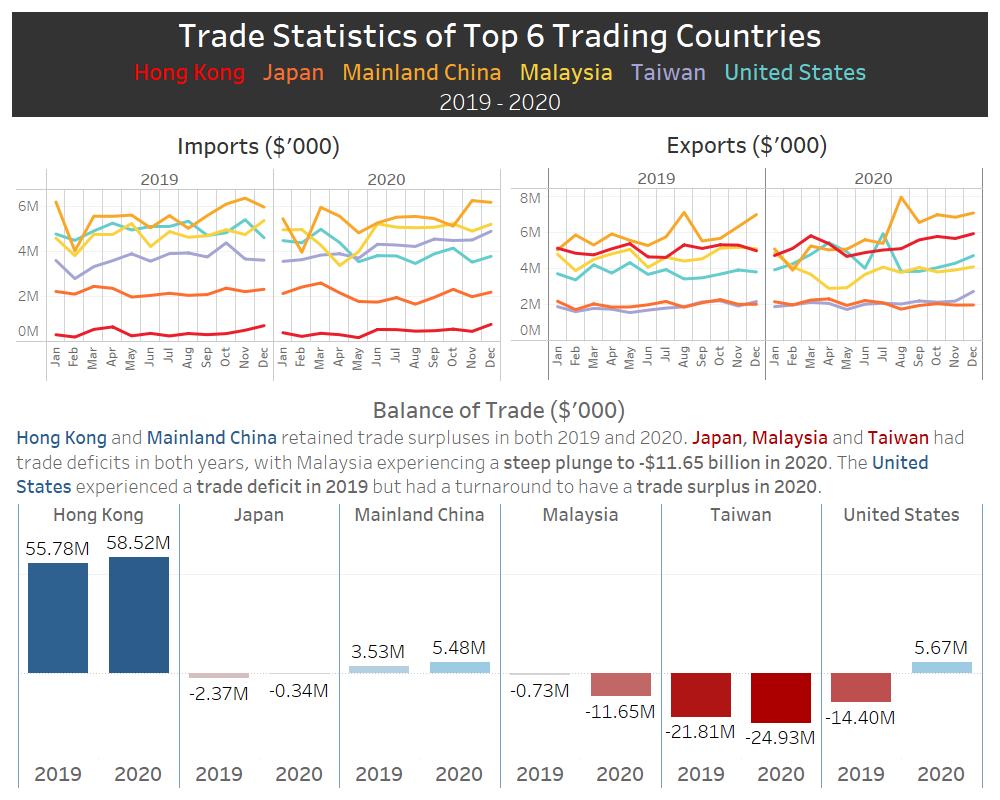 Trade Statistics of Top 6 Trading Countries
Hong Kong Japan Mainland China Malaysia Taiwan United States
2019 - 2020
Imports ($’000)
2019 2020
6M
4M
2M
0M
Jan Feb Mar Apr May Jun Jul Aug Sep Oct Nov Dec Jan Feb Mar Apr May Jun Jul Aug Sep Oct Nov Dec
Exports ($’000)
2019 2020
8M
6M
4M
2M
0M
Jan Feb Mar Apr May Jun Jul Aug Sep Oct Nov Dec Jan Feb Mar Apr May Jun Jul Aug Sep Oct Nov Dec
Balance of Trade ($’000)
Hong Kong and Mainland China retained trade surpluses in both 2019 and 2020. Japan, Malaysia and Taiwan had
trade deficits in both years, with Malaysia experiencing a steep plunge to -$11.65 billion in 2020. The United
States experienced a trade deficit in 2019 but had a turnaround to have a trade surplus in 2020.
Hong Kong Japan Mainland China Malaysia Taiwan United States
55.78M 58.52M
-2.37M -0.34M
3.53M 5.48M
-0.73M -11.65M
-21.81M -24.93M
-14.40M 5.67M
2019 2020 2019 2020 2019 2020 2019 2020 2019 2020 2019 2020